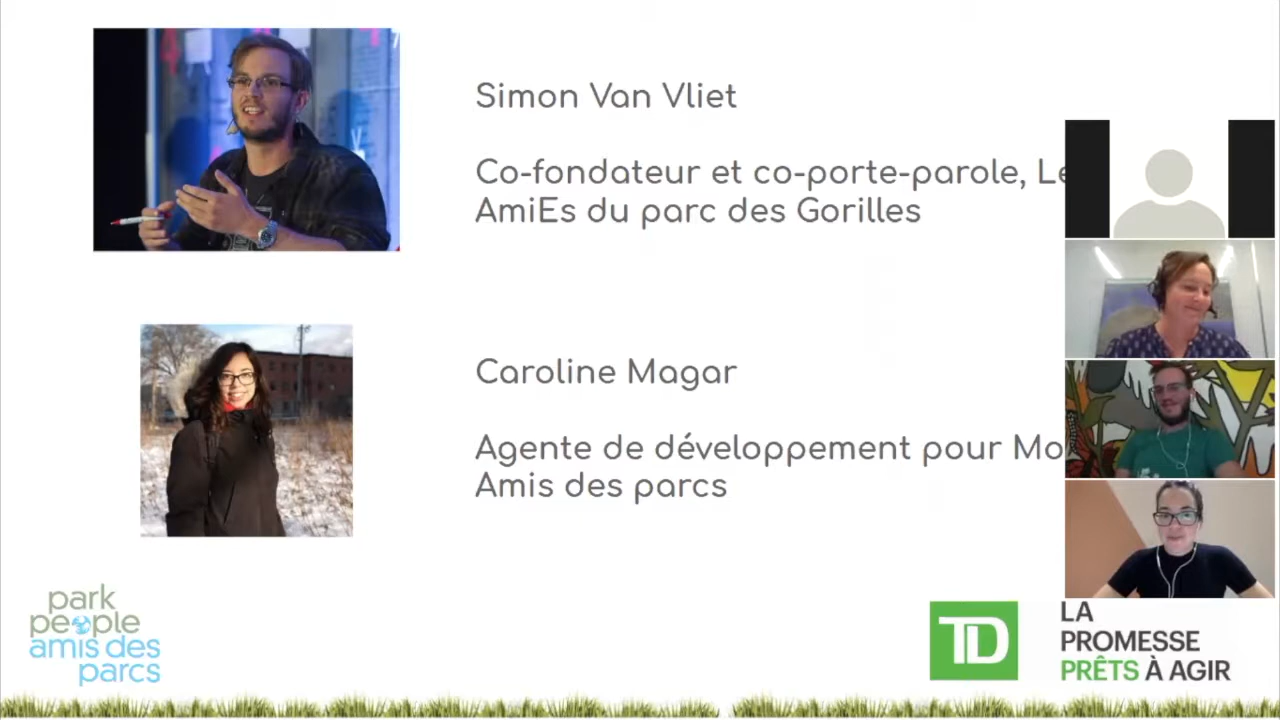 Simon Van Vliet
Co-fondateur et co-porte-parole, Le
AmiEs du parc des Gorilles
Caroline Magar
Agente de développement pour Mo
Amis des parcs
park
people
amis des
parcs
TD
LA
PROMESSE
PRÊTS À AGIR